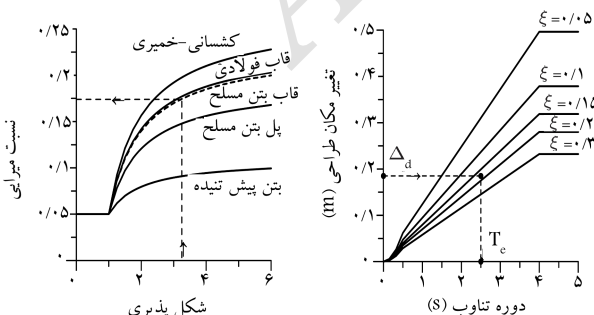 نسبت میرایی
۰/۲۵
۰/۲
۰/۱۵
۰/۱
۰/۰۵
۰
کشسانی-خمیری
قاب فولادی
قاب بتن مسلح
پل بتن مسلح
بتن پیش تنیده
۰ ۲ ۴ ۶
شکل پذیری
تغییر مکان طراحی (m)
۰/۵
۰/۴
۰/۳
۰/۲
۰/۱
۰
ξ=۰/۰۵
ξ=۰/۱
ξ=۰/۱۵
ξ=۰/۲
ξ=۰/۳
Δd
Te
۰ ۱ ۲ ۳ ۴ ۵
دوره تناوب (s)